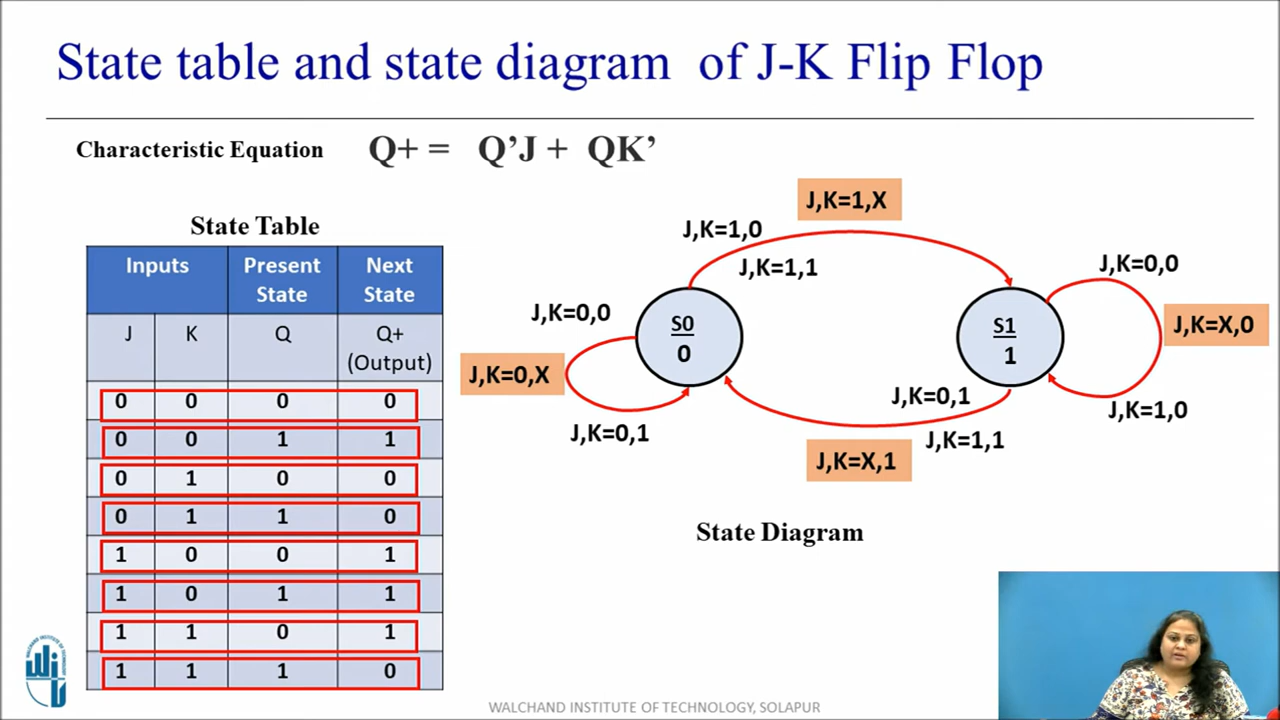 State table and state diagram of J-K Flip Flop
Characteristic Equation Q+ = Q’J + QK’
State Table
Inputs Present State Next State
J K Q Q+ (Output)
0 0 0 0
0 0 1 1
0 1 0 0
0 1 1 0
1 0 0 1
1 0 1 1
1 1 0 1
1 1 1 0
J,K=1,X
J,K=1,0
J,K=1,1
J,K=0,0
S0
0
J,K=0,X
J,K=0,1
S1
1
J,K=0,0
J,K=X,0
J,K=1,0
J,K=0,1
J,K=1,1
J,K=X,1
State Diagram
WALCHAND INSTITUTE OF TECHNOLOGY, SOLAPUR